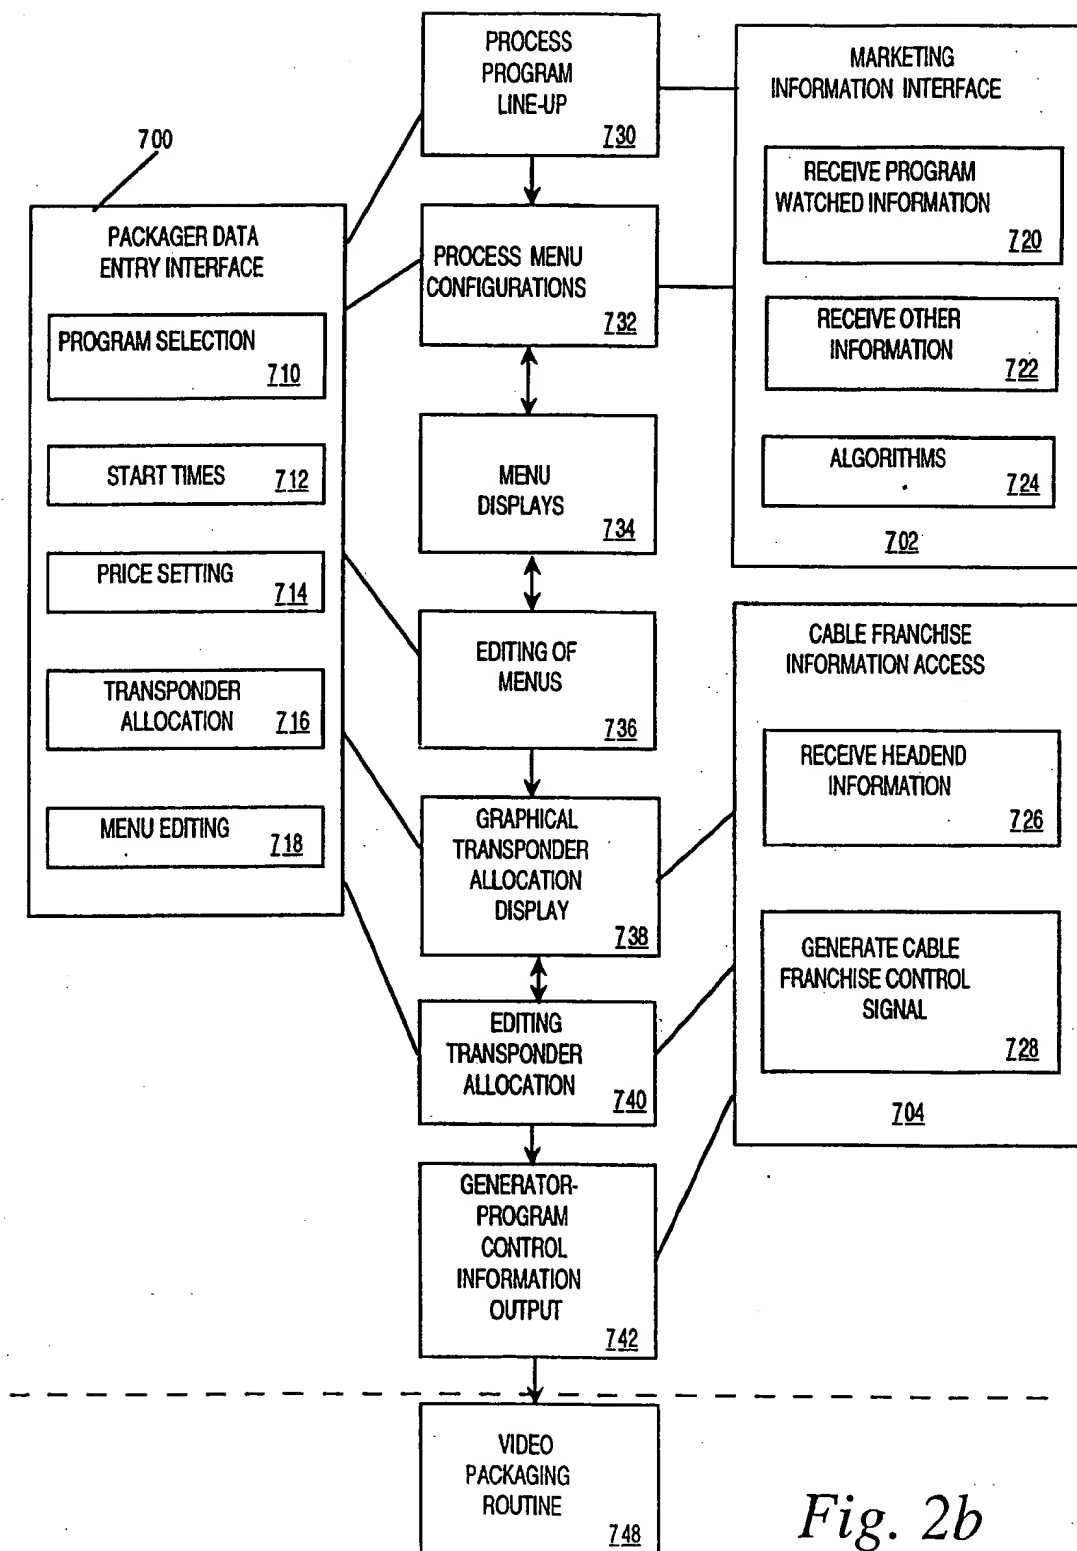 700
PACKAGER DATA
ENTRY INTERFACE
PROGRAM SELECTION
710
START TIMES
712
PRICE SETTING
714
TRANSPONDER
ALLOCATION
716
MENU EDITING
718
PROCESS
PROGRAM
LINE-UP
730
PROCESS MENU
CONFIGURATIONS
732
MENU
DISPLAYS
734
EDITING OF
MENUS
736
GRAPHICAL
TRANSPONDER
ALLOCATION
DISPLAY
738
EDITING
TRANSPONDER
ALLOCATION
740
GENERATOR-
PROGRAM
CONTROL
INFORMATION
OUTPUT
742
VIDEO
PACKAGING
ROUTINE
748
MARKETING
INFORMATION INTERFACE
RECEIVE PROGRAM
WATCHED INFORMATION
720
RECEIVE OTHER
INFORMATION
722
ALGORITHMS
724
702
CABLE FRANCHISE
INFORMATION ACCESS
RECEIVE HEADEND
INFORMATION
726
GENERATE CABLE
FRANCHISE CONTROL
SIGNAL
728
704
Fig. 2b